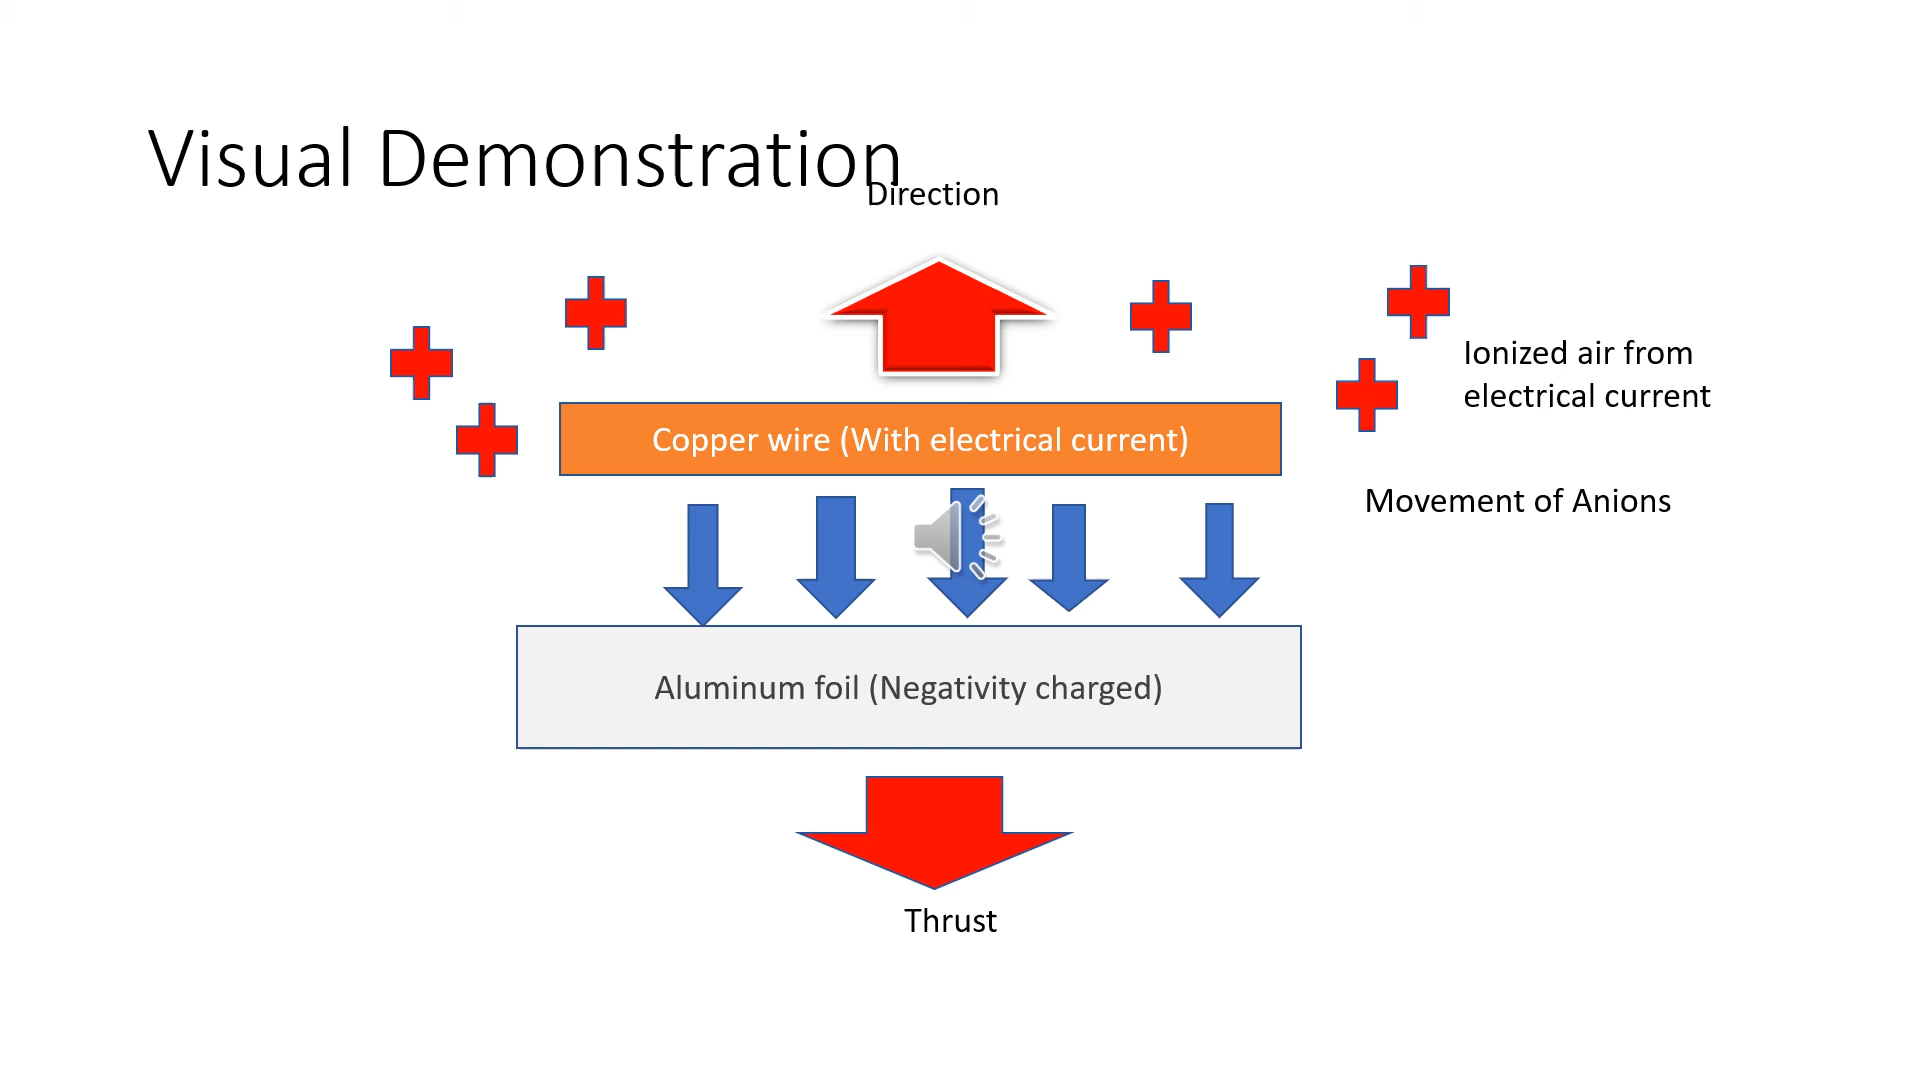 Visual Demonstration
Direction
Ionized air from
electrical current
Copper wire (With electrical current)
Movement of Anions
Aluminum foil (Negativity charged)
Thrust